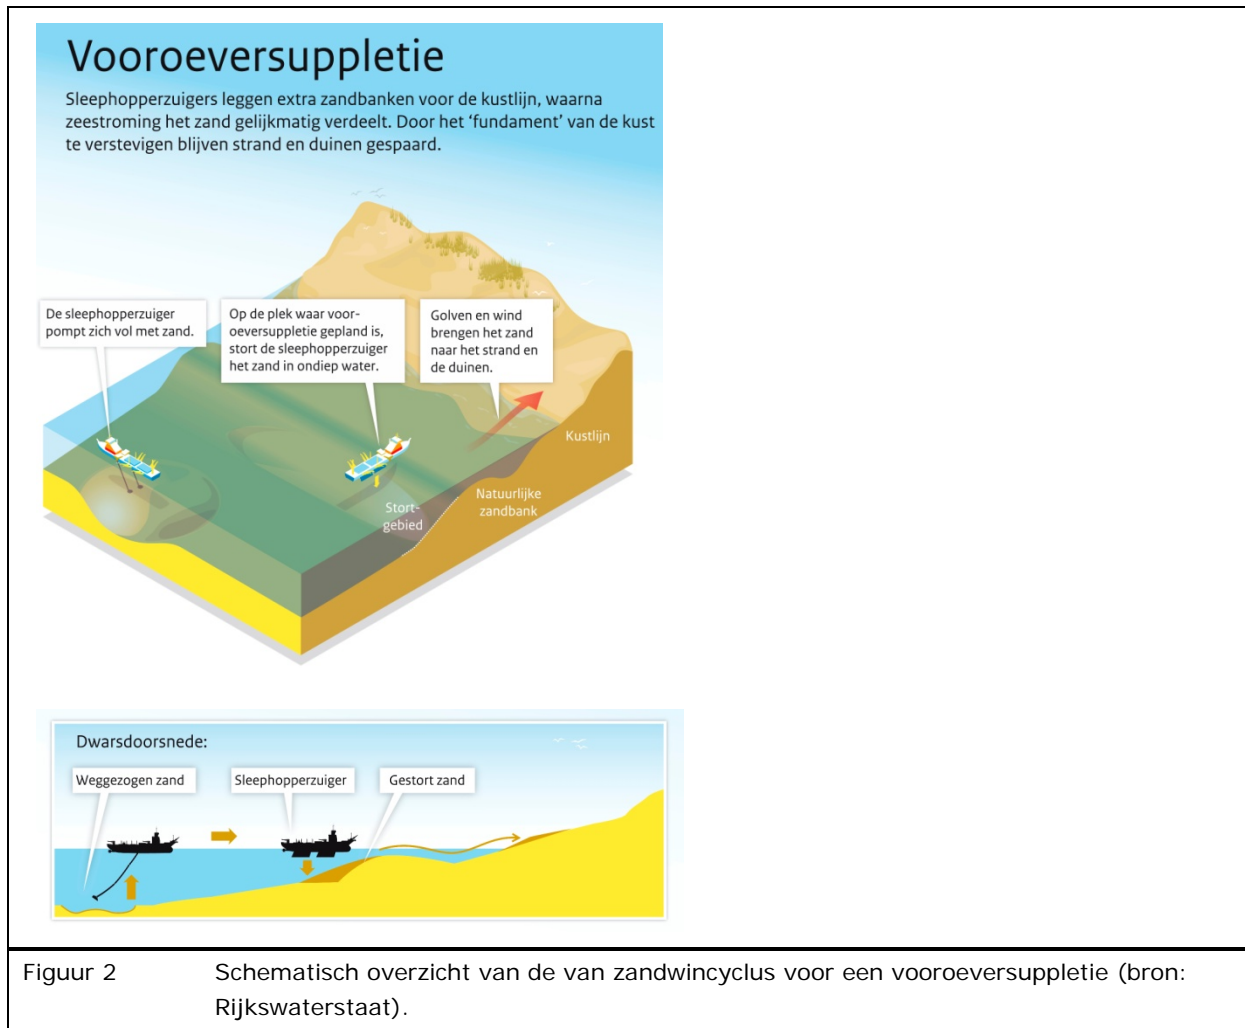 Vooroeversuppletie
Sleephopperzuigers leggen extra zandbanken voor de kustlijn, waarna
zeestroming het zand gelijkmatig verdeelt. Door het ‘fundament’ van de kust
te verstevigen blijven strand en duinen gespaard.
De sleephopperzuiger
pompt zich vol met zand.
Op de plek waar voor-
oeversuppletie gepland is,
stort de sleephopperzuiger
het zand in ondiep water.
Golven en wind
brengen het zand
naar het strand en
de duinen.
Kustlijn
Natuurlijke
zandbank
Stort-
gebied
Dwarsdoorsnede:
Weggezogen zand
Sleephopperzuiger
Gestort zand
Figuur 2 Schematisch overzicht van de van zandwincyclus voor een vooroeversuppletie (bron:
Rijkswaterstaat).